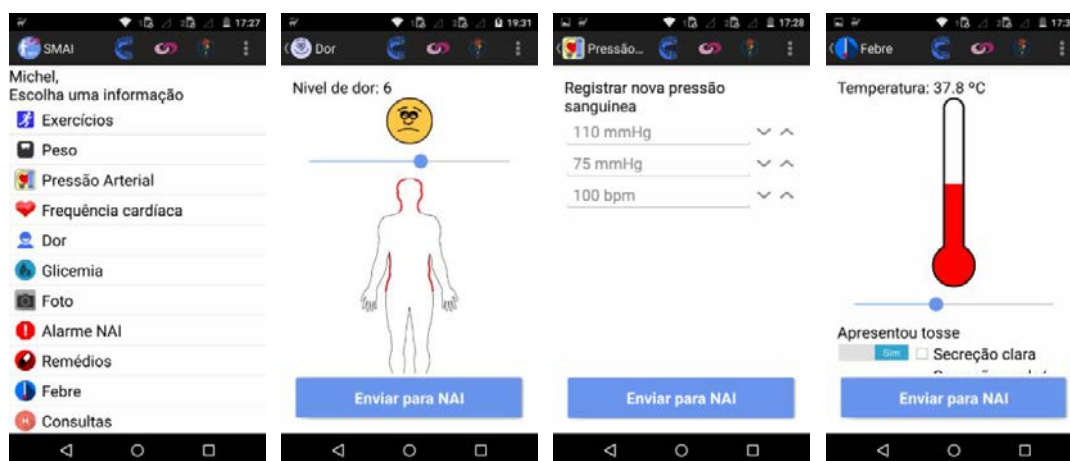 17:27
SMAI
Michel,
Escolha uma informação
Exercícios
Peso
Pressão Arterial
Frequência cardíaca
Dor
Glicemia
Foto
Alarme NAI
Remédios
Febre
Consultas
19:31
Dor
Nivel de dor: 6
Enviar para NAI
17:28
Pressão...
Registrar nova pressão
sanguinea
110 mmHg
75 mmHg
100 bpm
Enviar para NAI
17:3
Febre
Temperatura: 37.8 ºC
Apresentou tosse
Sim
Secreção clara
Enviar para NAI